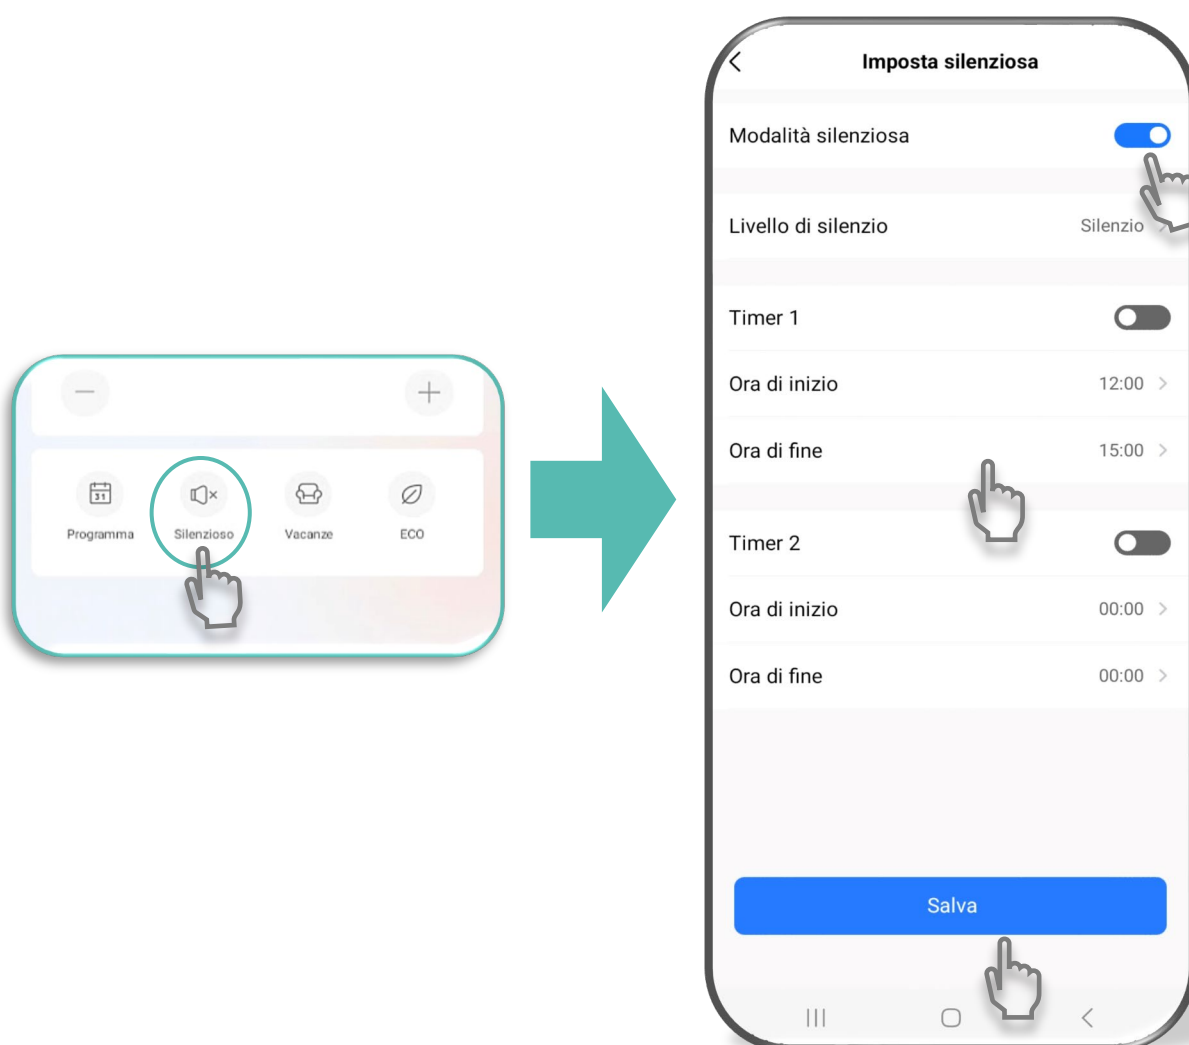 31
Programma
Silenzioso
Vacanze
ECO
Imposta silenziosa
Modalità silenziosa
Livello di silenzio Silenzio
Timer 1
Ora di inizio 12:00
Ora di fine 15:00
Timer 2
Ora di inizio 00:00
Ora di fine 00:00
Salva